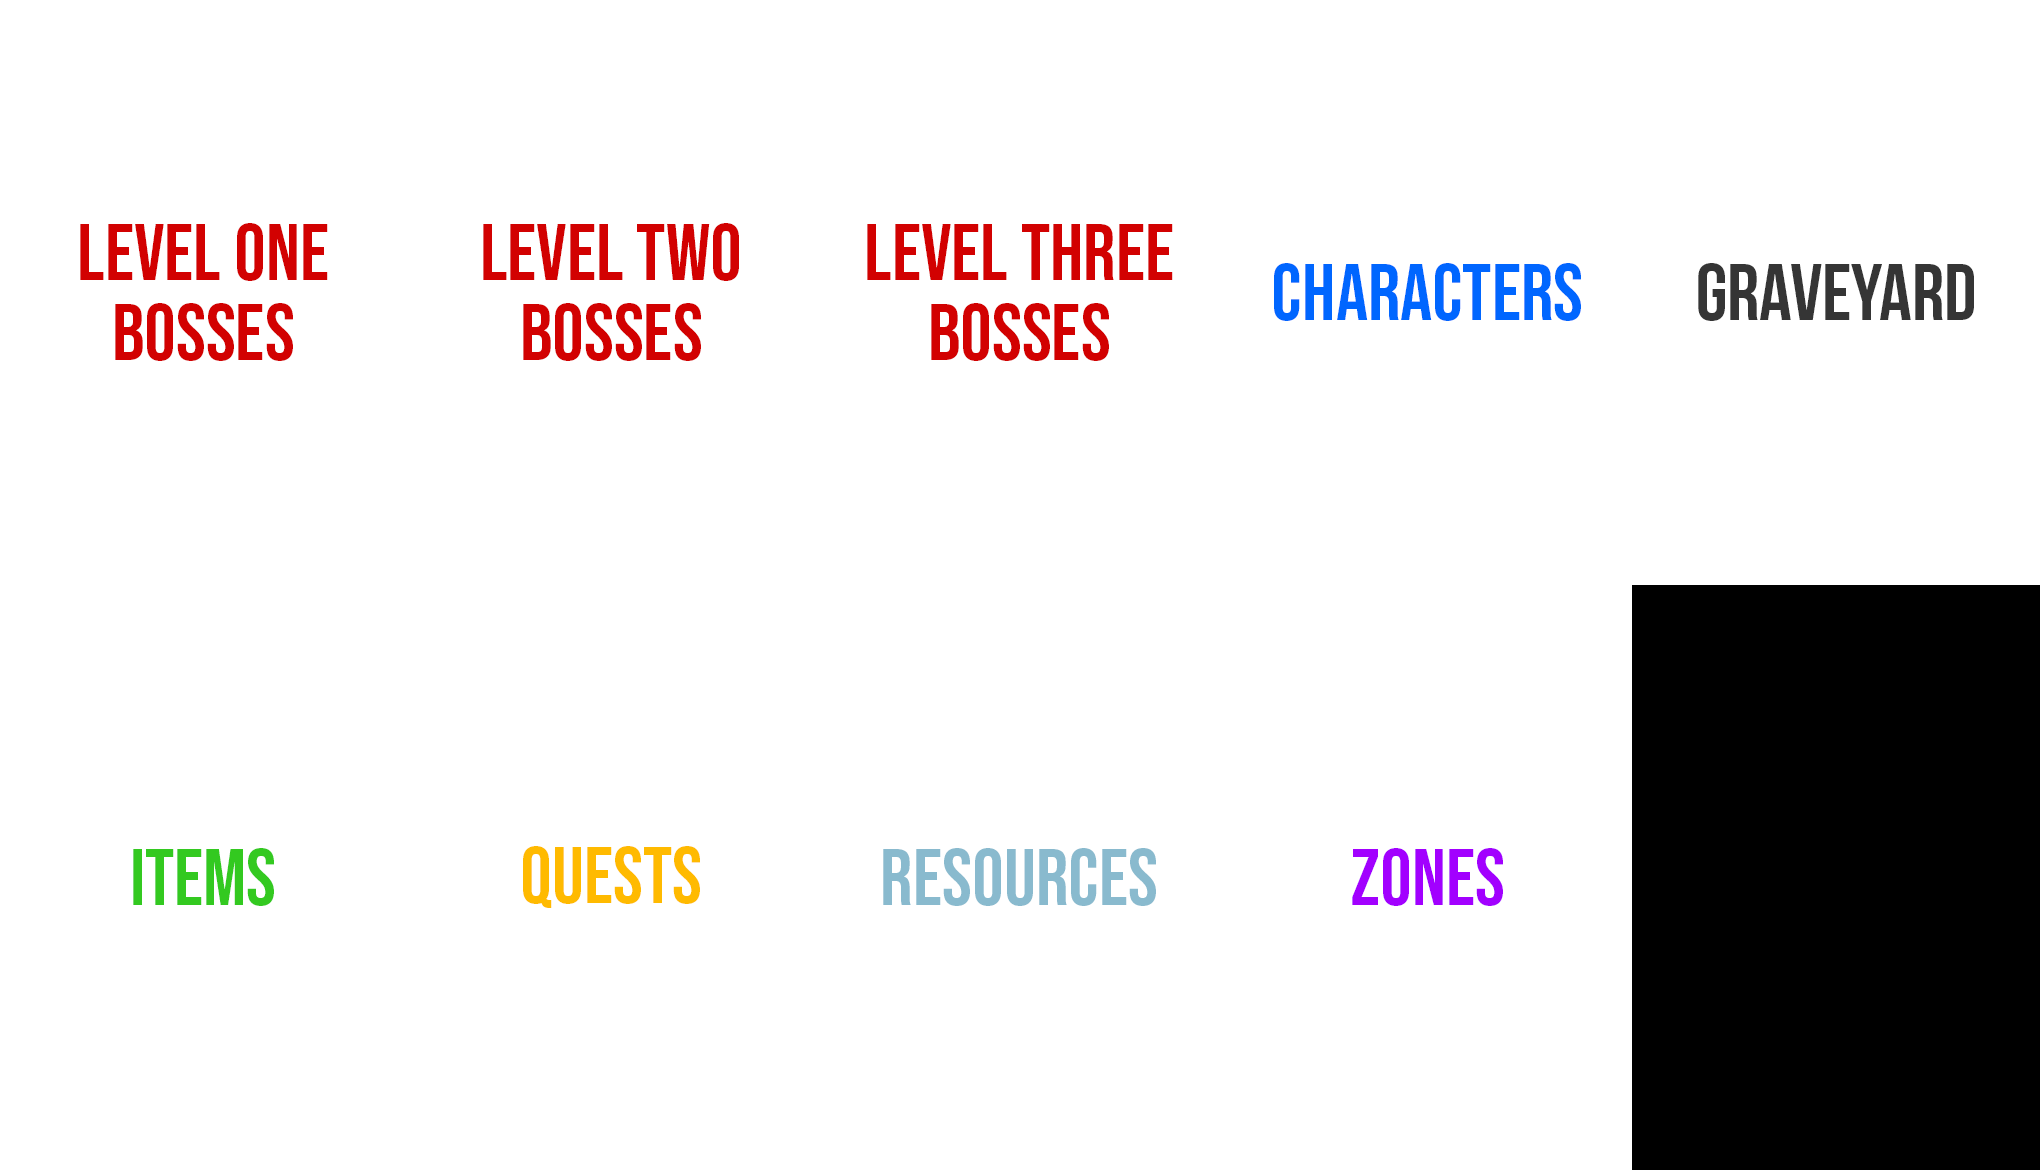 LEVEL ONE
BOSSES
LEVEL TWO
BOSSES
LEVEL THREE
BOSSES
CHARACTERS
GRAVEYARD
ITEMS
QUESTS
RESOURCES
ZONES